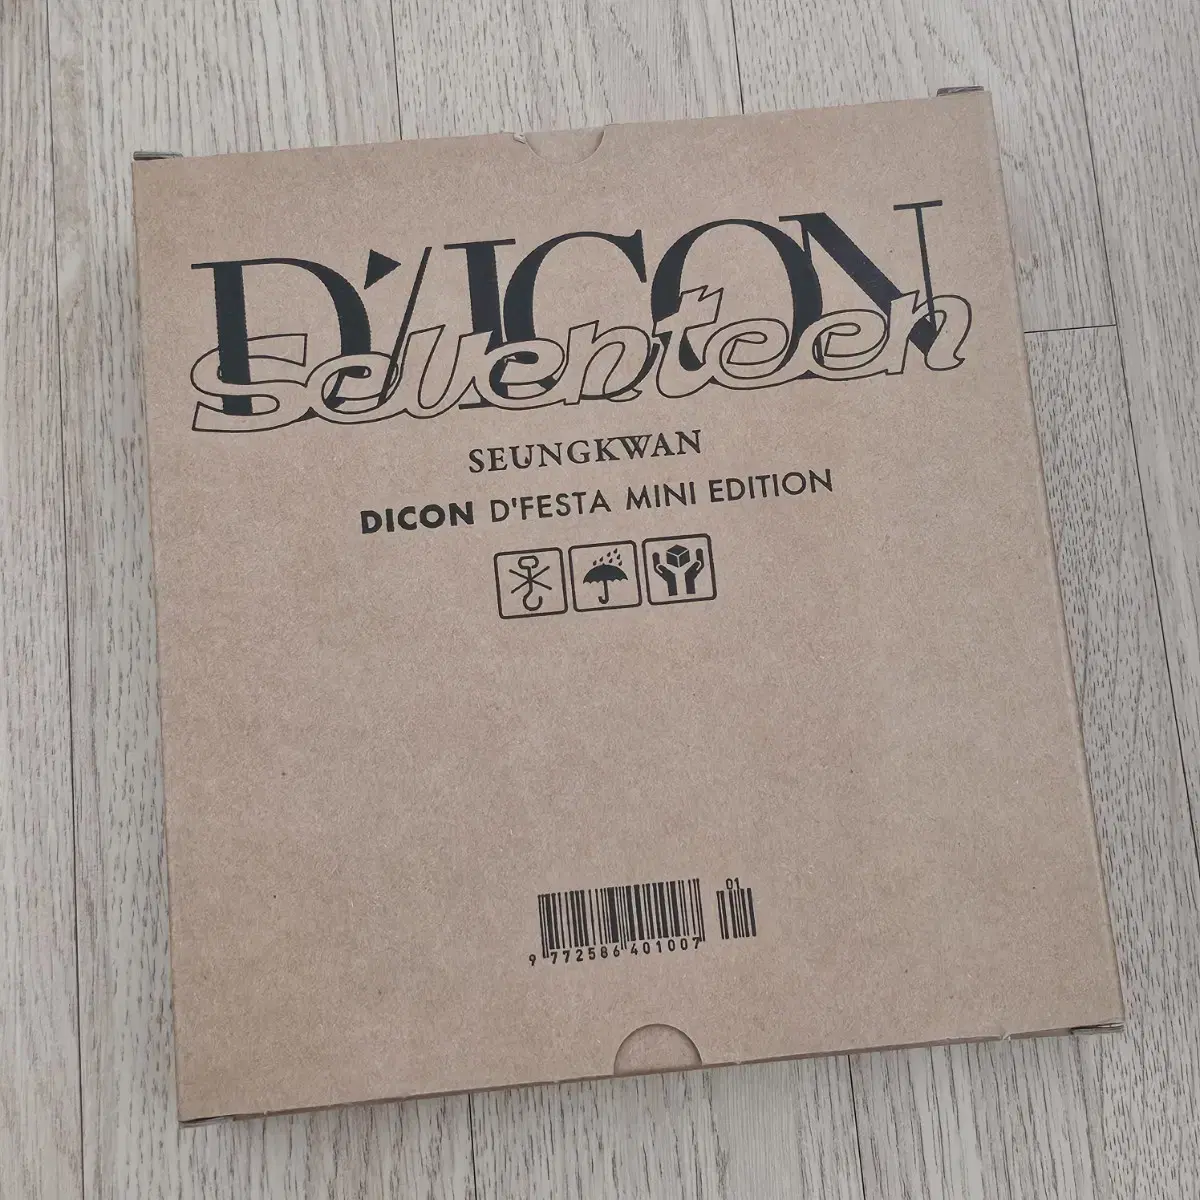 D'/ICON
Seventeen
SEUNGKWAN
DICON D'FESTA MINI EDITION
01
9 772586 401007